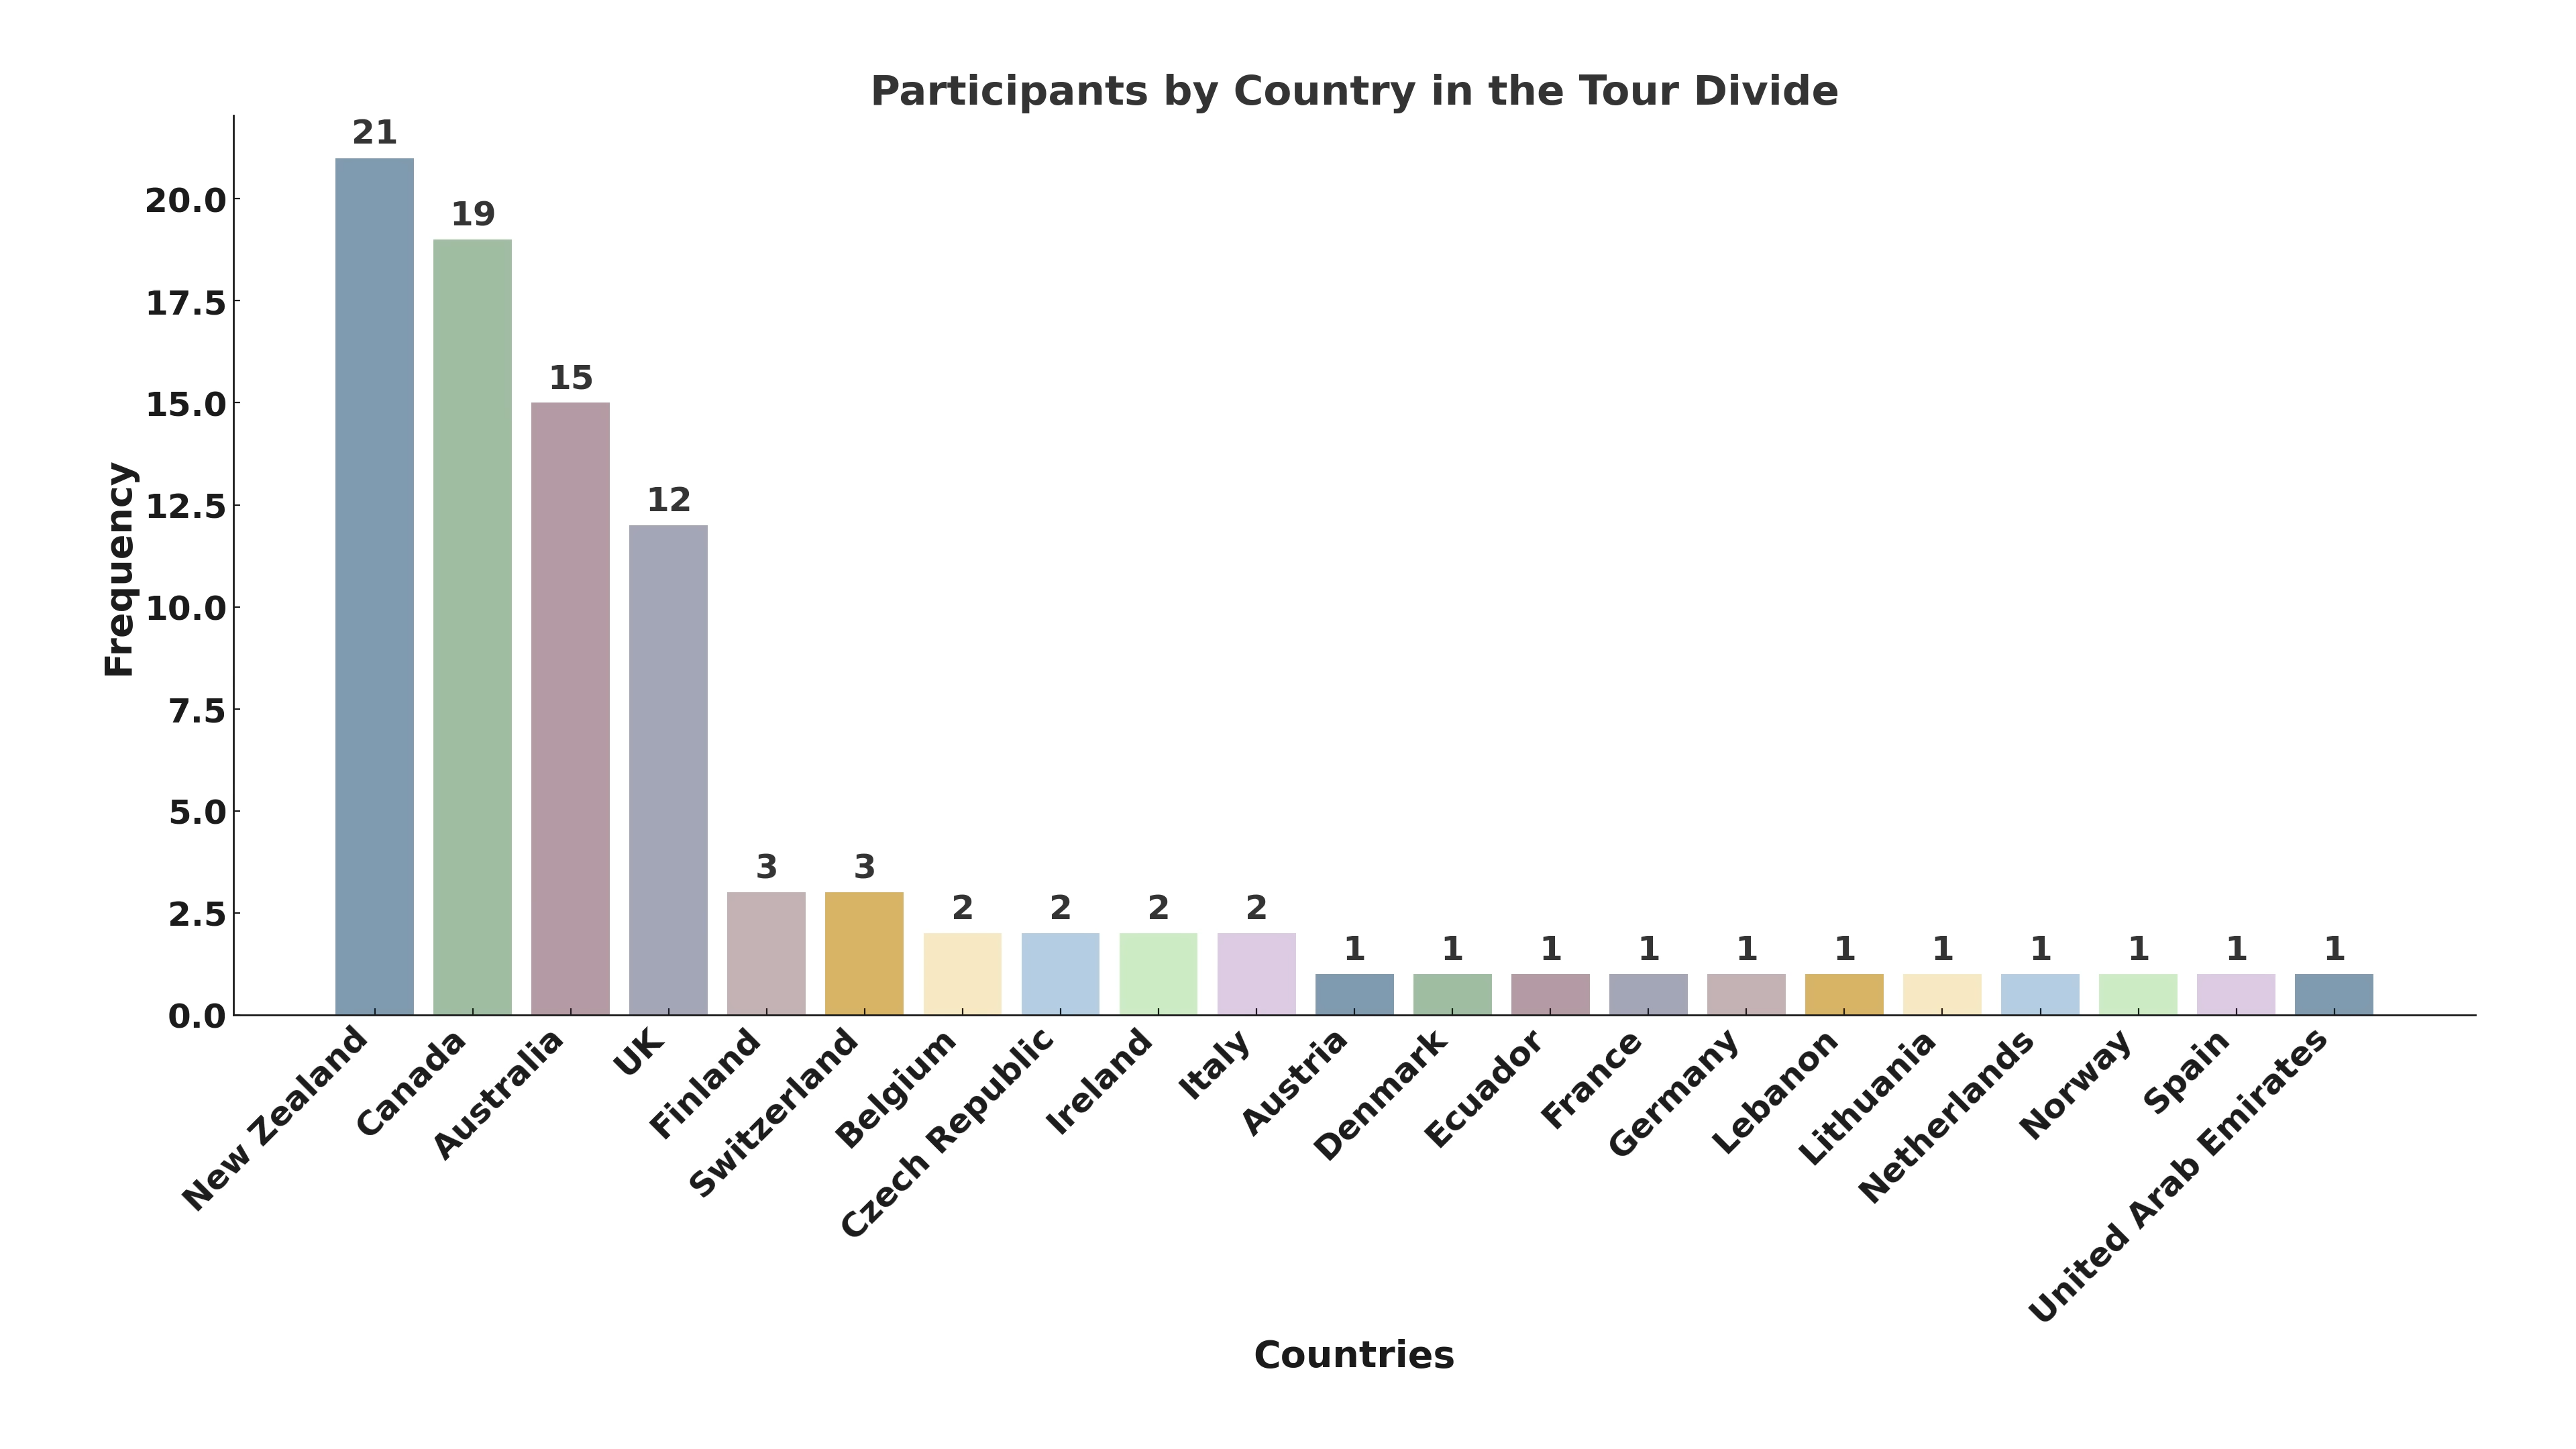 Participants by Country in the Tour Divide
Frequency
20.0
17.5
15.0
12.5
10.0
7.5
5.0
2.5
0.0
21
19
15
12
3
3
2
2
2
2
1
1
1
1
1
1
1
1
1
1
1
New Zealand
Canada
Australia
UK
Finland
Switzerland
Belgium
Czech Republic
Ireland
Italy
Austria
Denmark
Ecuador
France
Germany
Lebanon
Lithuania
Netherlands
Norway
Spain
United Arab Emirates
Countries